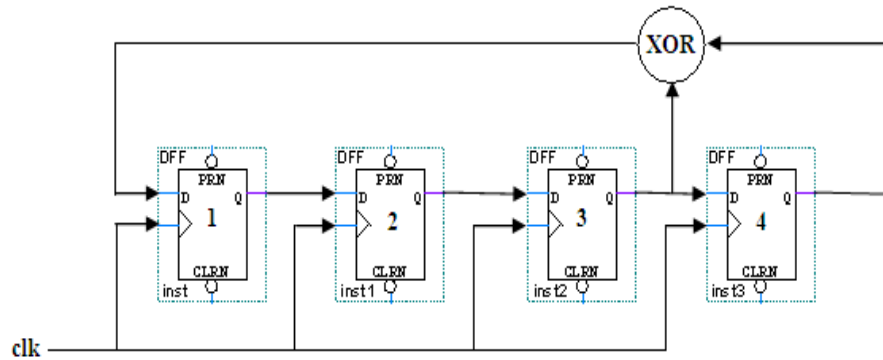 XOR
DFF DFF DFF DFF
PRN PRN PRN PRN
D Q D Q D Q D Q
1 2 3 4
CLRN CLRN CLRN CLRN
inst inst1 inst2 inst3
clk